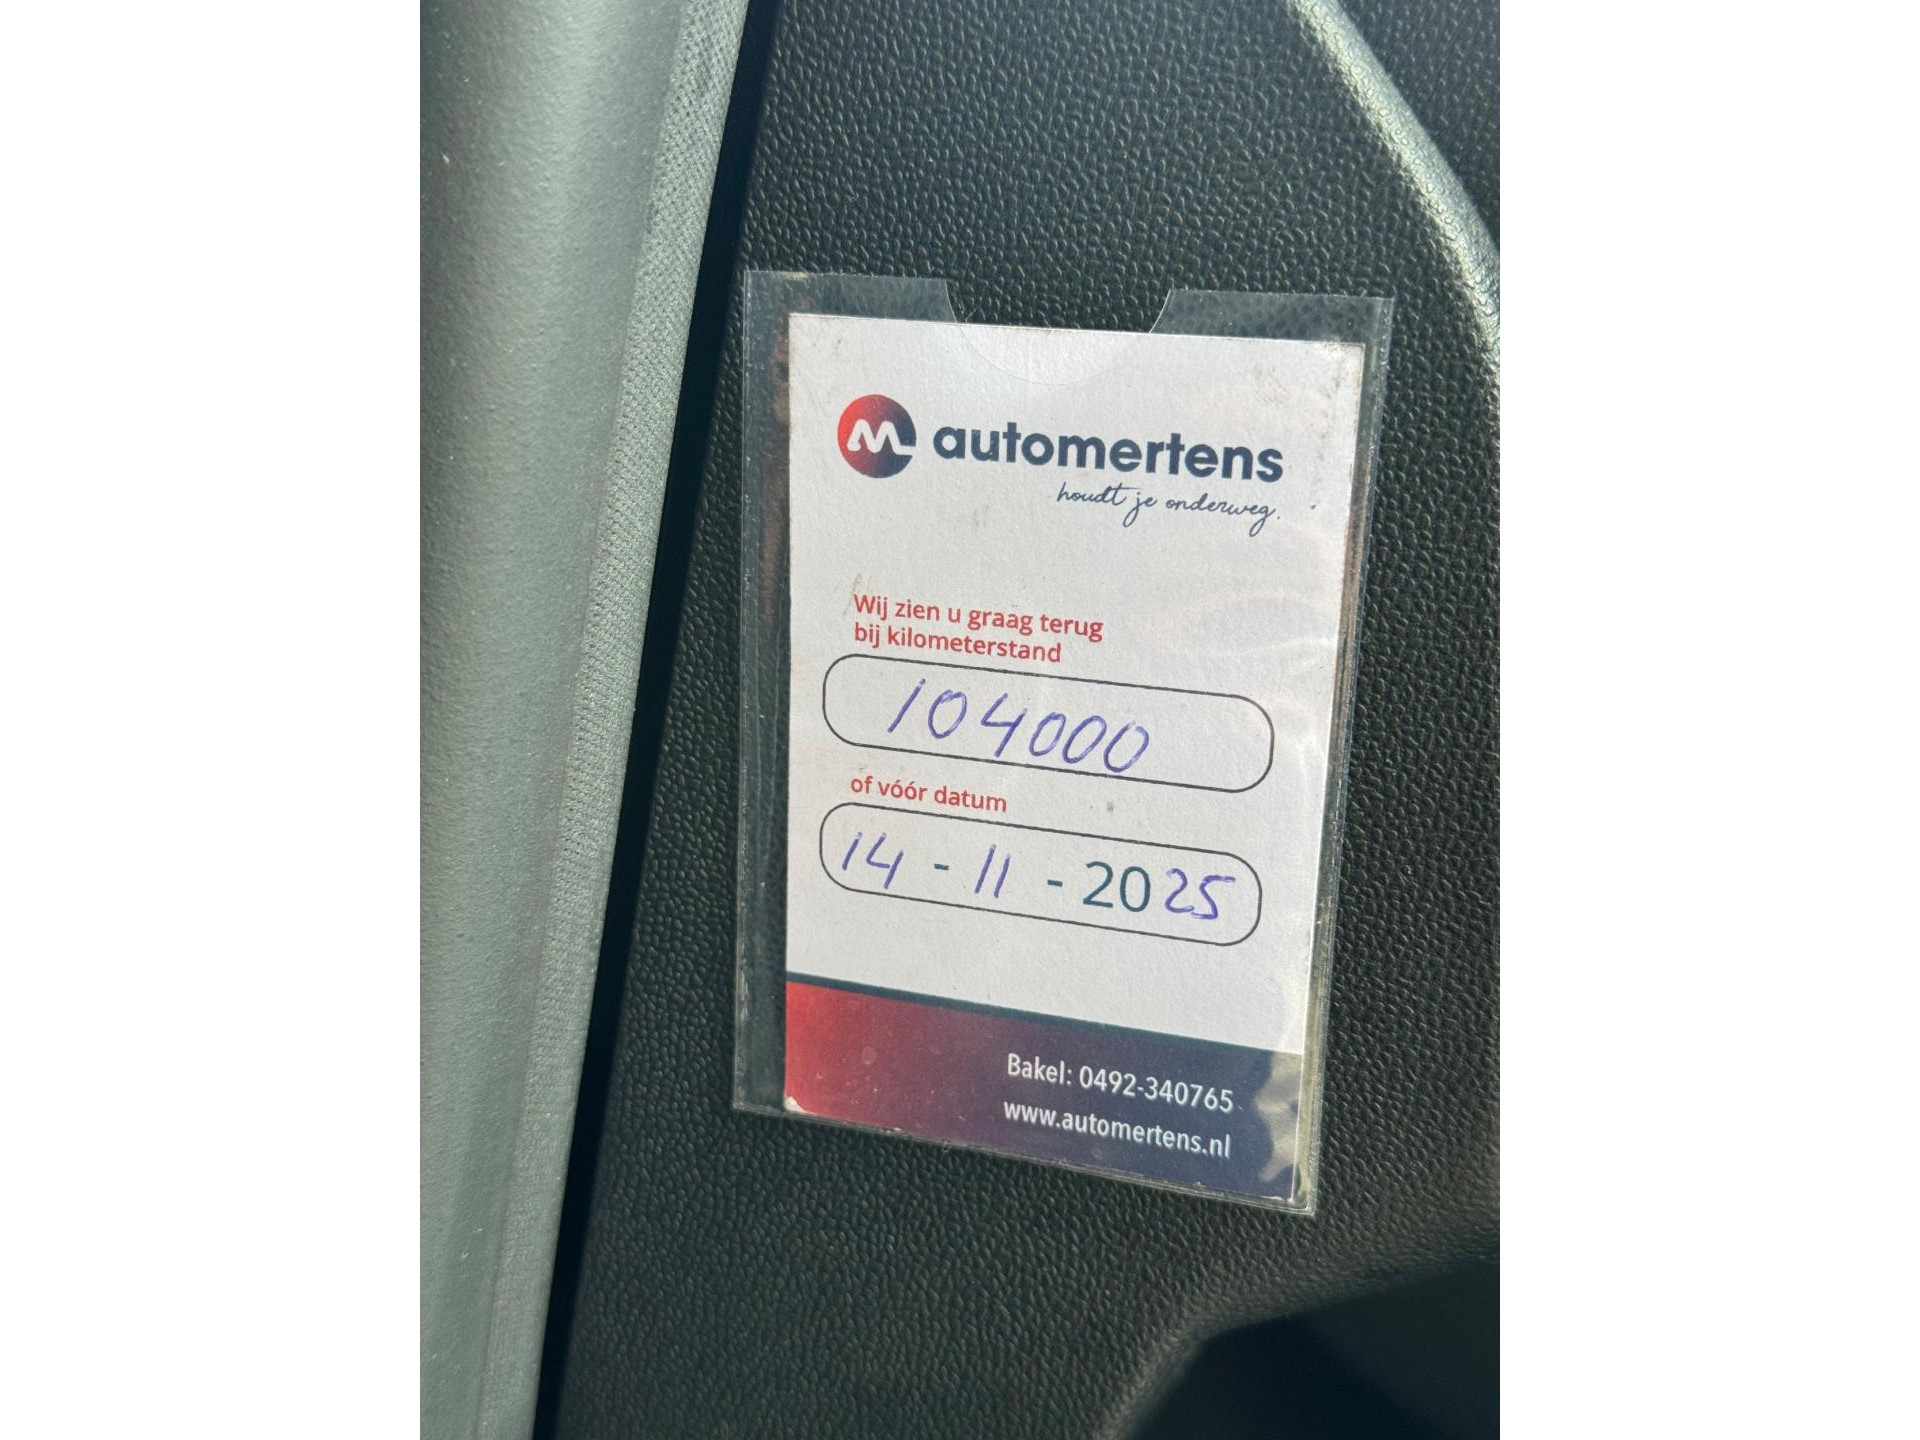 automertens
houdt je onderweg.
Wij zien u graag terug
bij kilometerstand
104000
of vóór datum
14 - 11 - 2025
Bakel: 0492-340765
www.automertens.nl